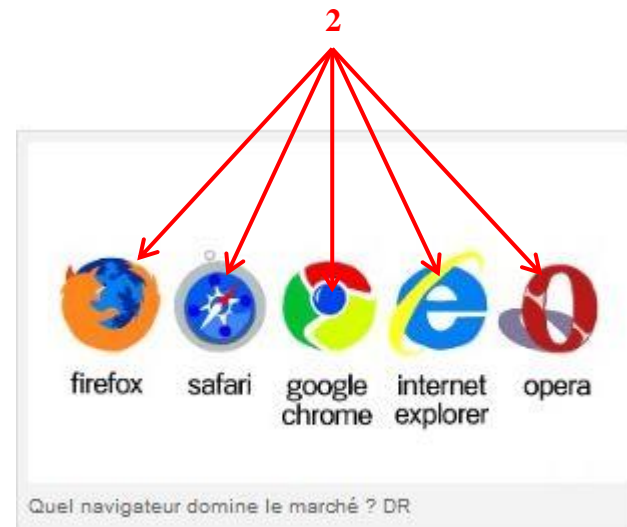 2
firefox safari google internet opera
chrome explorer
Quel navigateur domine le marché ? DR